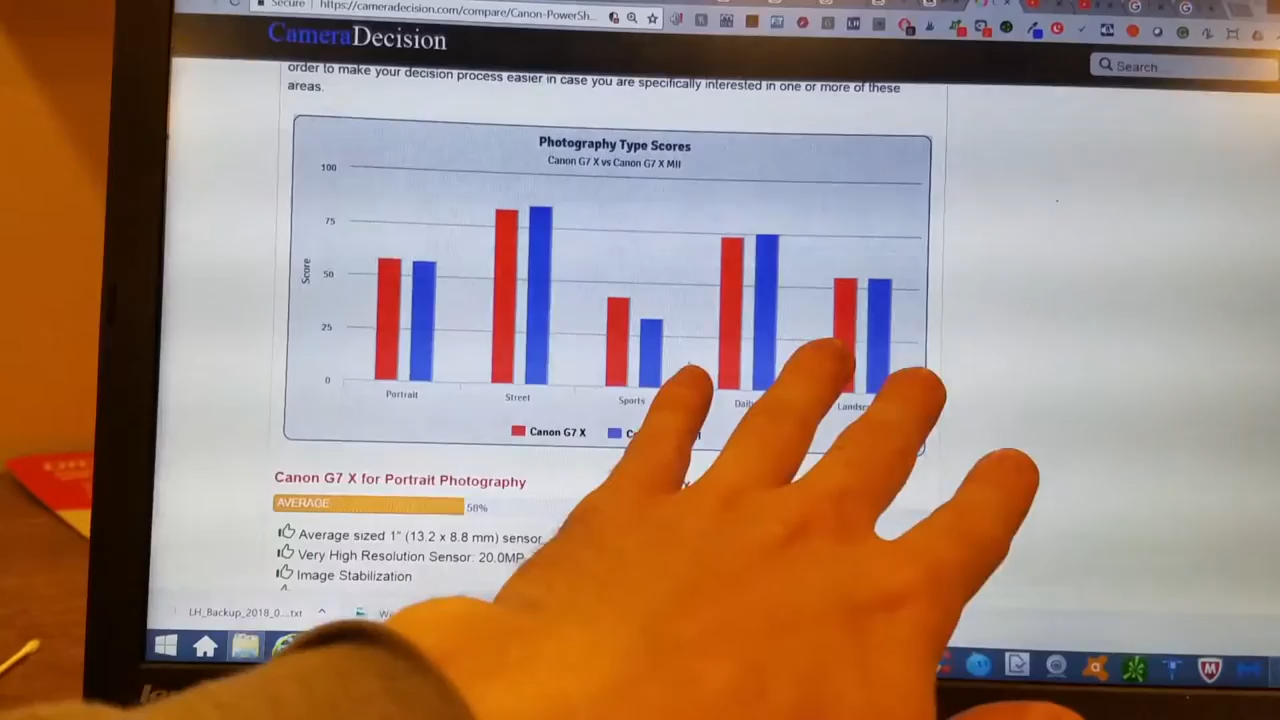 Secure https://cameradecision.com/compare/Canon-PowerSh...
CameraDecision
Search
order to make your decision process easier in case you are specifically interested in one or more of these
areas.
Photography Type Scores
Canon G7 X vs Canon G7 X MII
100
75
50
25
0
Score
Portrait
Street
Sports
Canon G7 X
Canon G7 X for Portrait Photography
AVERAGE
58%
Average sized 1" (13.2 x 8.8 mm) sensor
Very High Resolution Sensor: 20.0MP
Image Stabilization
LH_Backup_2018_0....txt